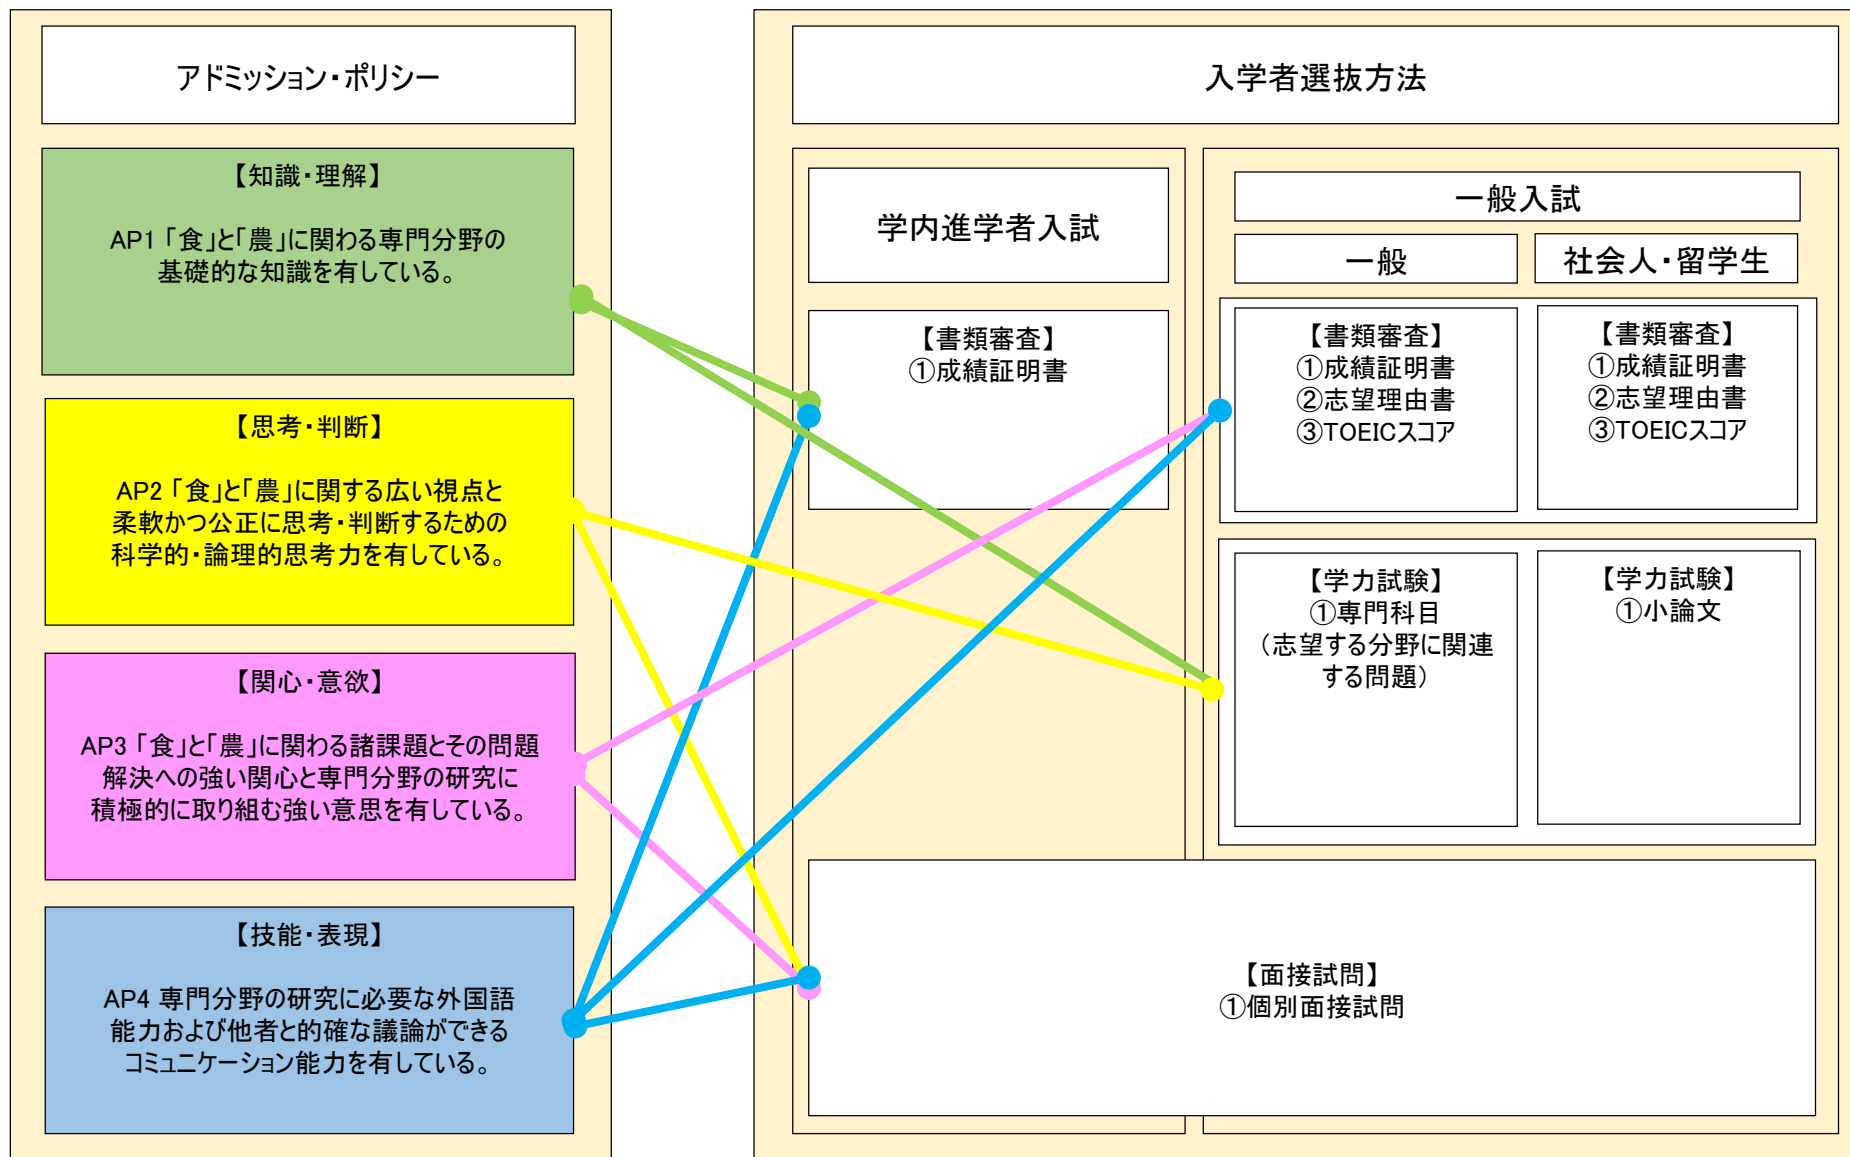 アドミッション・ポリシー
【知識・理解】
AP1 「食」と「農」に関わる専門分野の
基礎的な知識を有している。
【思考・判断】
AP2 「食」と「農」に関する広い視点と
柔軟かつ公正に思考・判断するための
科学的・論理的思考力を有している。
【関心・意欲】
AP3 「食」と「農」に関わる諸課題とその問題
解決への強い関心と専門分野の研究に
積極的に取り組む強い意思を有している。
【技能・表現】
AP4 専門分野の研究に必要な外国語
能力および他者と的確な議論ができる
コミュニケーション能力を有している。
入学者選抜方法
学内進学者入試
【書類審査】
①成績証明書
一般入試
一般
【書類審査】
①成績証明書
②志望理由書
③TOEICスコア
【学力試験】
①専門科目
（志望する分野に関連
する問題）
社会人・留学生
【書類審査】
①成績証明書
②志望理由書
③TOEICスコア
【学力試験】
①小論文
【面接試問】
①個別面接試問